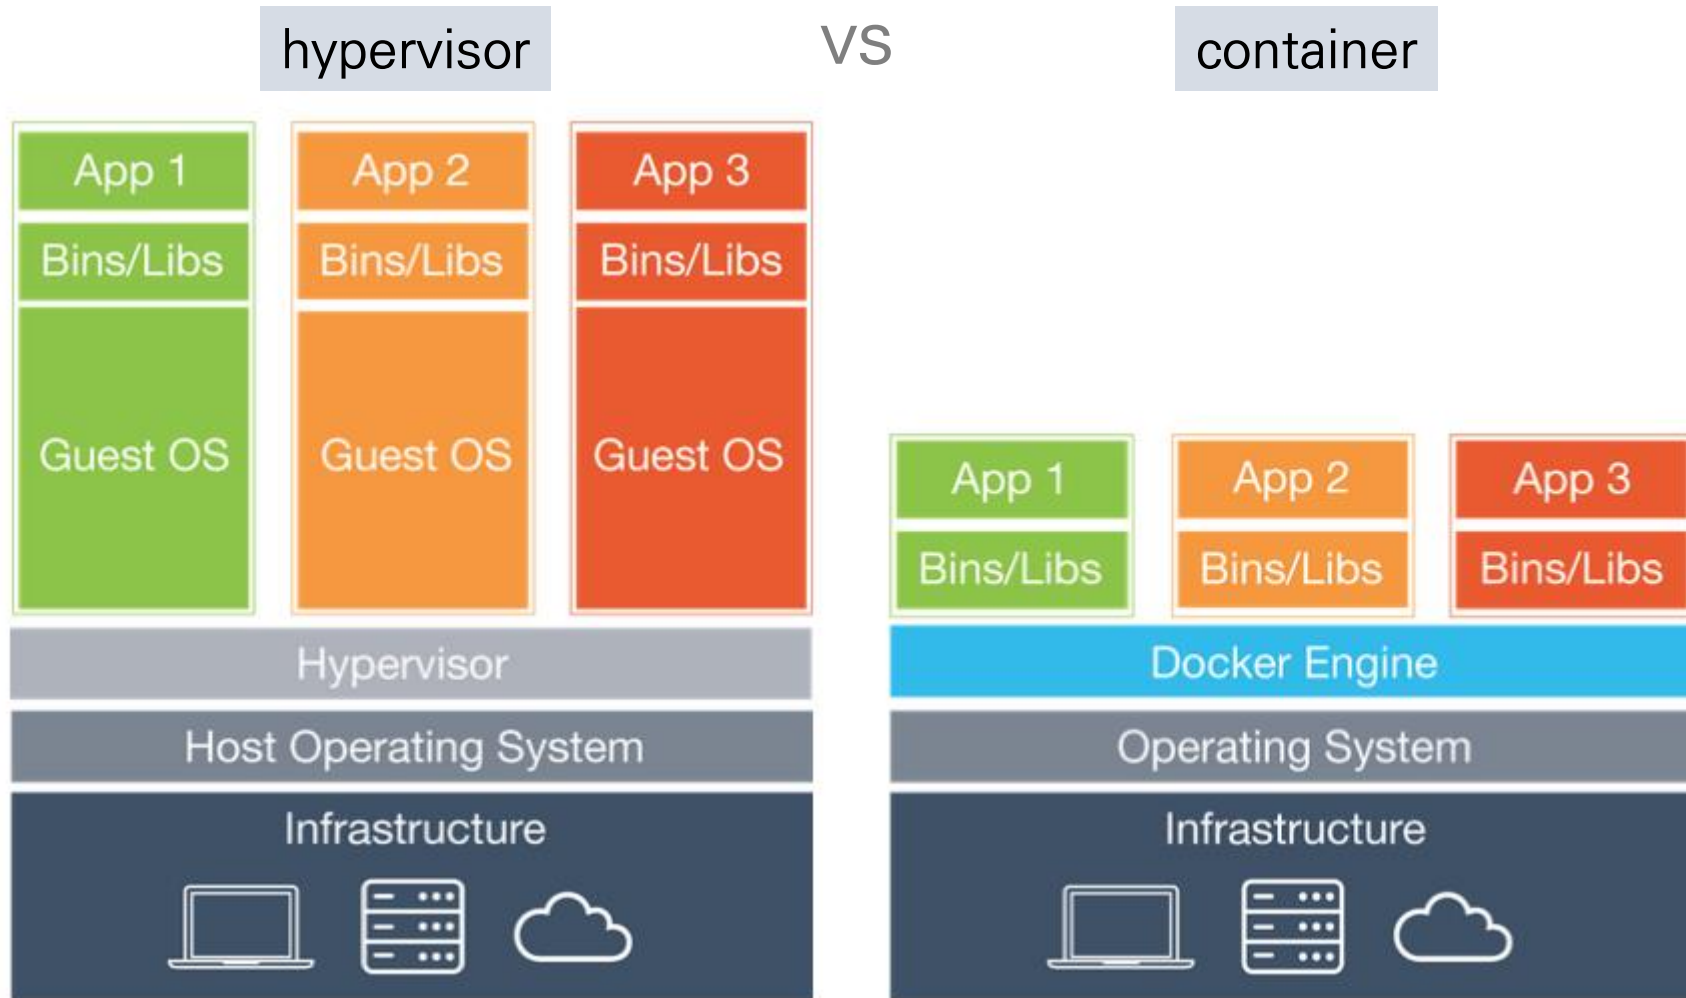 hypervisor
vs
container
App 1
App 2
App 3
Bins/Libs
Bins/Libs
Bins/Libs
Guest OS
Guest OS
Guest OS
Hypervisor
Host Operating System
Infrastructure
App 1
App 2
App 3
Bins/Libs
Bins/Libs
Bins/Libs
Docker Engine
Operating System
Infrastructure